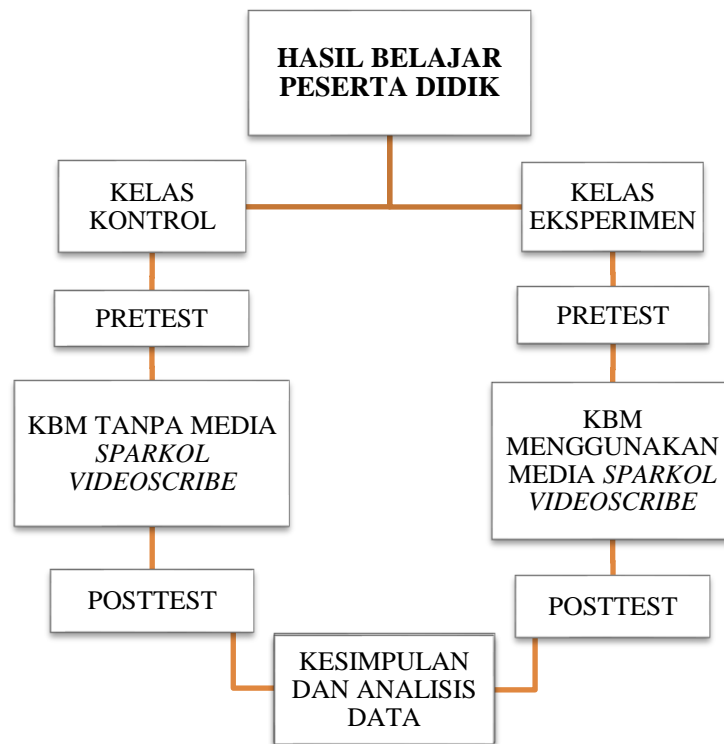 HASIL BELAJAR
PESERTA DIDIK
KELAS
KONTROL
KELAS
EKSPERIMEN
PRETEST
PRETEST
KBM TANPA MEDIA
SPARKOL
VIDEOSCRIBE
KBM
MENGGUNAKAN
MEDIA SPARKOL
VIDEOSCRIBE
POSTTEST
POSTTEST
KESIMPULAN
DAN ANALISIS
DATA